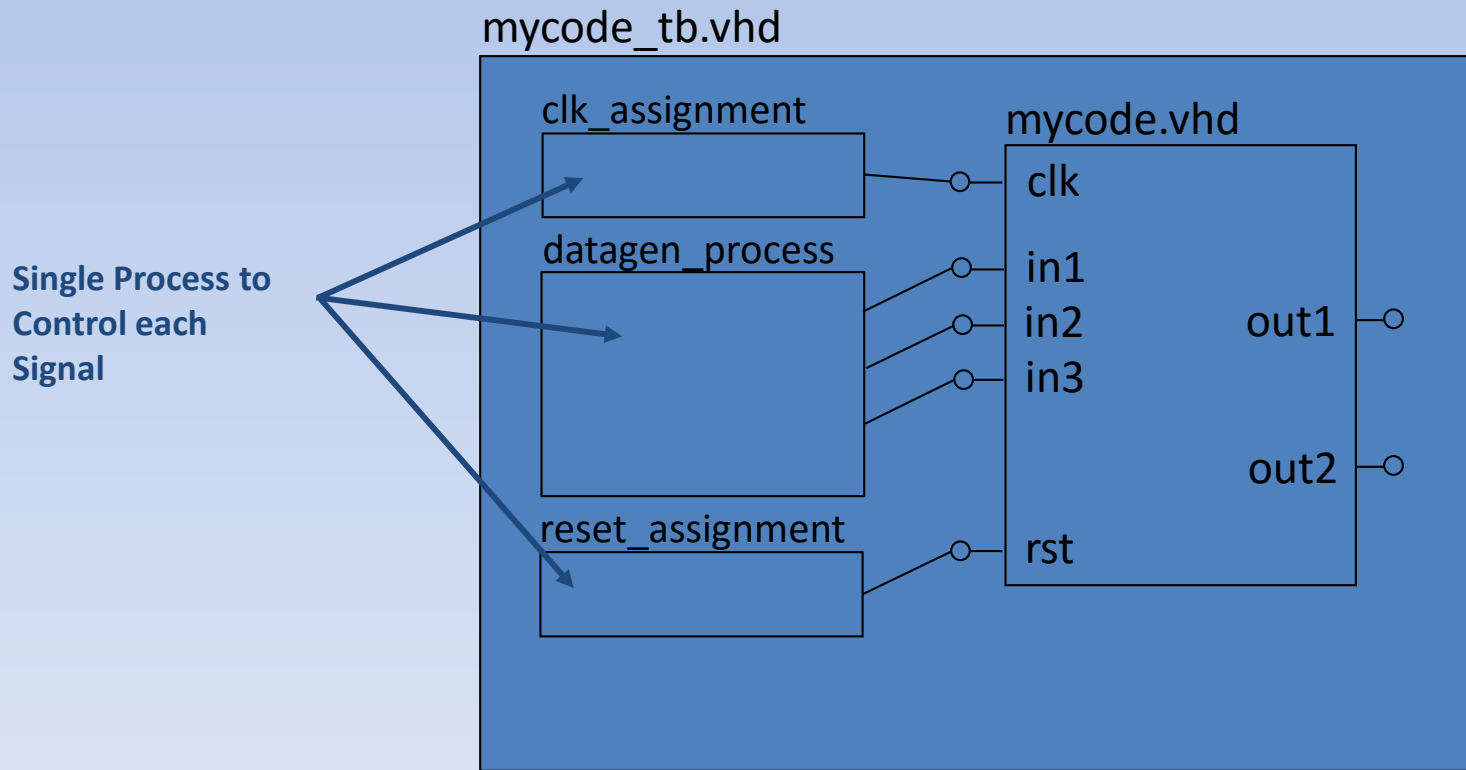 mycode_tb.vhd
clk_assignment
mycode.vhd
clk
datagen_process
in1
in2
in3
out1
out2
reset_assignment
rst
Single Process to
Control each
Signal